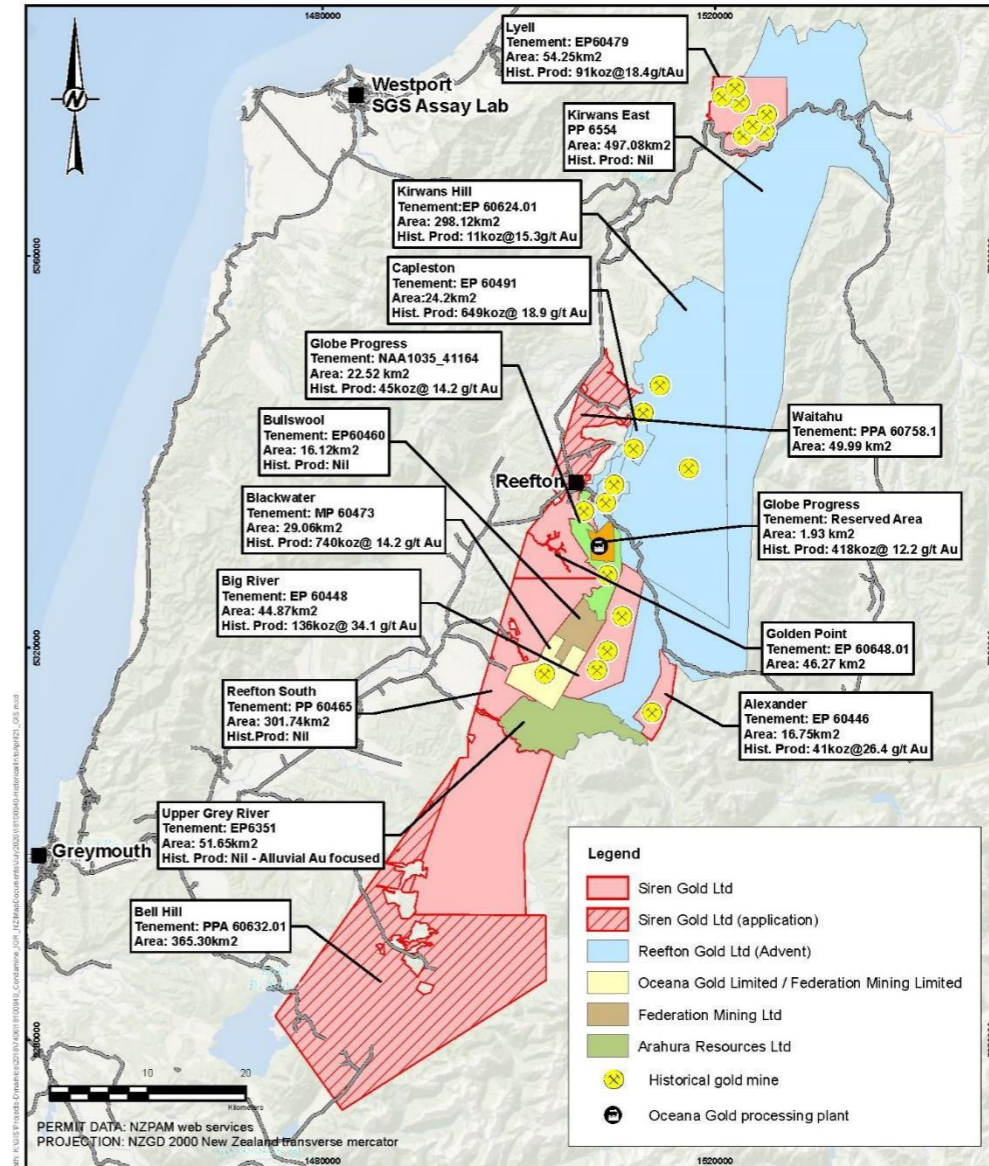 1480000
1520000
Lyell
Tenement: EP60479
Area: 54.25km2
Hist. Prod: 91koz@18.4g/tAu
Westport
SGS Assay Lab
N
Kirwans East
PP 6554
Area: 497.08km2
Hist. Prod: Nil
Kirwans Hill
Tenement:EP 60624.01
Area: 298.12km2
Hist. Prod: 11koz@15.3g/t Au
5360000
Capleston
Tenement: EP 60491
Area:24.2km2
Hist. Prod: 649koz@ 18.9 g/t Au
Globe Progress
Tenement: NAA1035_41164
Area: 22.52 km2
Hist. Prod: 45koz@ 14.2 g/t Au
Bullswool
Tenement: EP60460
Area: 16.12km2
Hist. Prod: Nil
Waitahu
Tenement: PPA 60758.1
Area: 49.99 km2
Reefton
Blackwater
Tenement: MP 60473
Area: 29.06km2
Hist. Prod: 740koz@ 14.2 g/t Au
Globe Progress
Tenement: Reserved Area
Area: 1.93 km2
Hist. Prod: 418koz@ 12.2 g/t Au
Big River
Tenement: EP 60448
Area: 44.87km2
Hist. Prod: 136koz@ 34.1 g/t Au
Golden Point
Tenement: EP 60648.01
Area: 46.27 km2
5320000
Reefton South
Tenement: PP 60465
Area: 301.74km2
Hist.Prod: Nil
Alexander
Tenement: EP 60446
Area: 16.75km2
Hist. Prod: 41koz@26.4 g/t Au
Upper Grey River
Tenement: EP6351
Area: 51.65km2
Hist. Prod: Nil - Alluvial Au focused
Greymouth
Bell Hill
Tenement: PPA 60632.01
Area: 365.30km2
Legend
Siren Gold Ltd
Siren Gold Ltd (application)
Reefton Gold Ltd (Advent)
Oceana Gold Limited / Federation Mining Limited
Federation Mining Ltd
Arahura Resources Ltd
Historical gold mine
Oceana Gold processing plant
5280000
10
20
Kilometers
PERMIT DATA: NZPAM web services
PROJECTION: NZGD 2000 New Zealand Transverse mercator
1480000
1520000